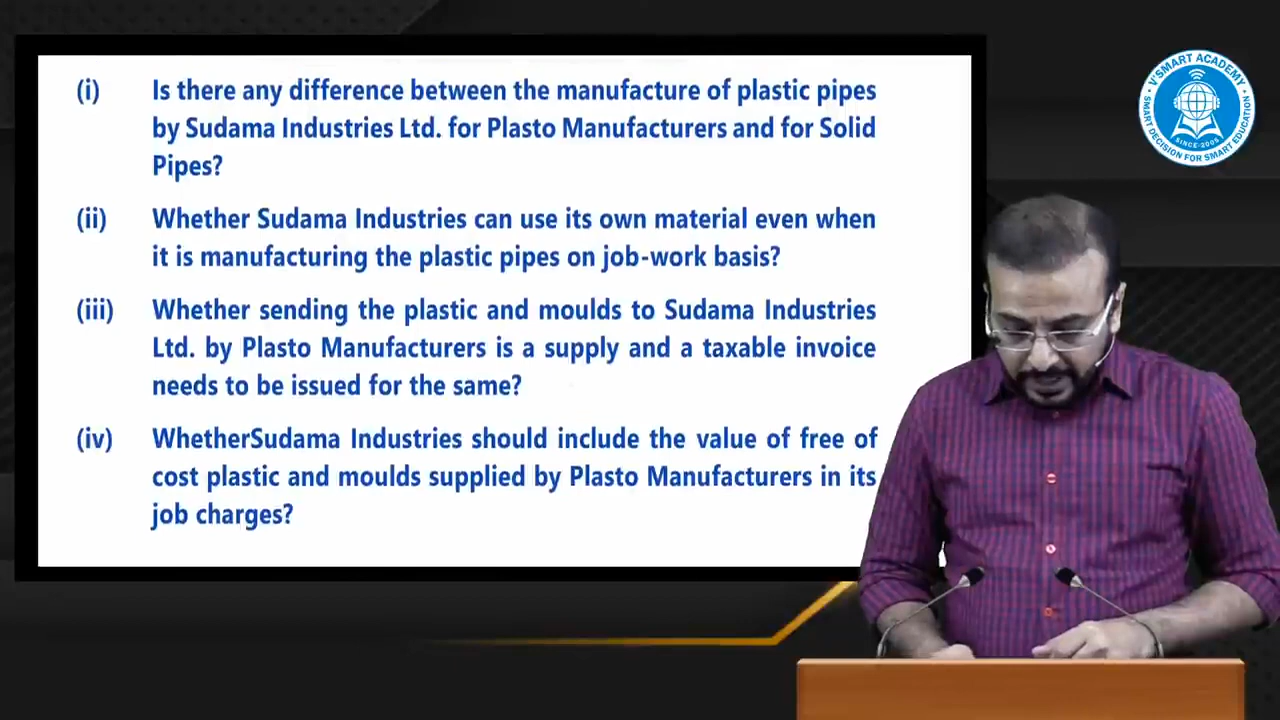 (i) Is there any difference between the manufacture of plastic pipes
by Sudama Industries Ltd. for Plasto Manufacturers and for Solid
Pipes?
(ii) Whether Sudama Industries can use its own material even when
it is manufacturing the plastic pipes on job-work basis?
(iii) Whether sending the plastic and moulds to Sudama Industries
Ltd. by Plasto Manufacturers is a supply and a taxable invoice
needs to be issued for the same?
(iv) WhetherSudama Industries should include the value of free of
cost plastic and moulds supplied by Plasto Manufacturers in its
job charges?
V'SMART ACADEMY
SINCE-2005
SMART DECISION FOR SMART EDUCATION